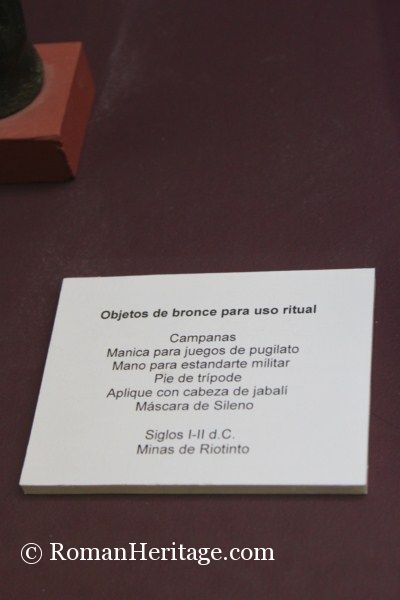 Objetos de bronce para uso ritual
Campanas
Manica para juegos de pugilato
Mano para estandarte militar
Pie de trípode
Aplique con cabeza de jabalí
Máscara de Sileno
Siglos I-II d.C.
Minas de Riotinto
© RomanHeritage.com